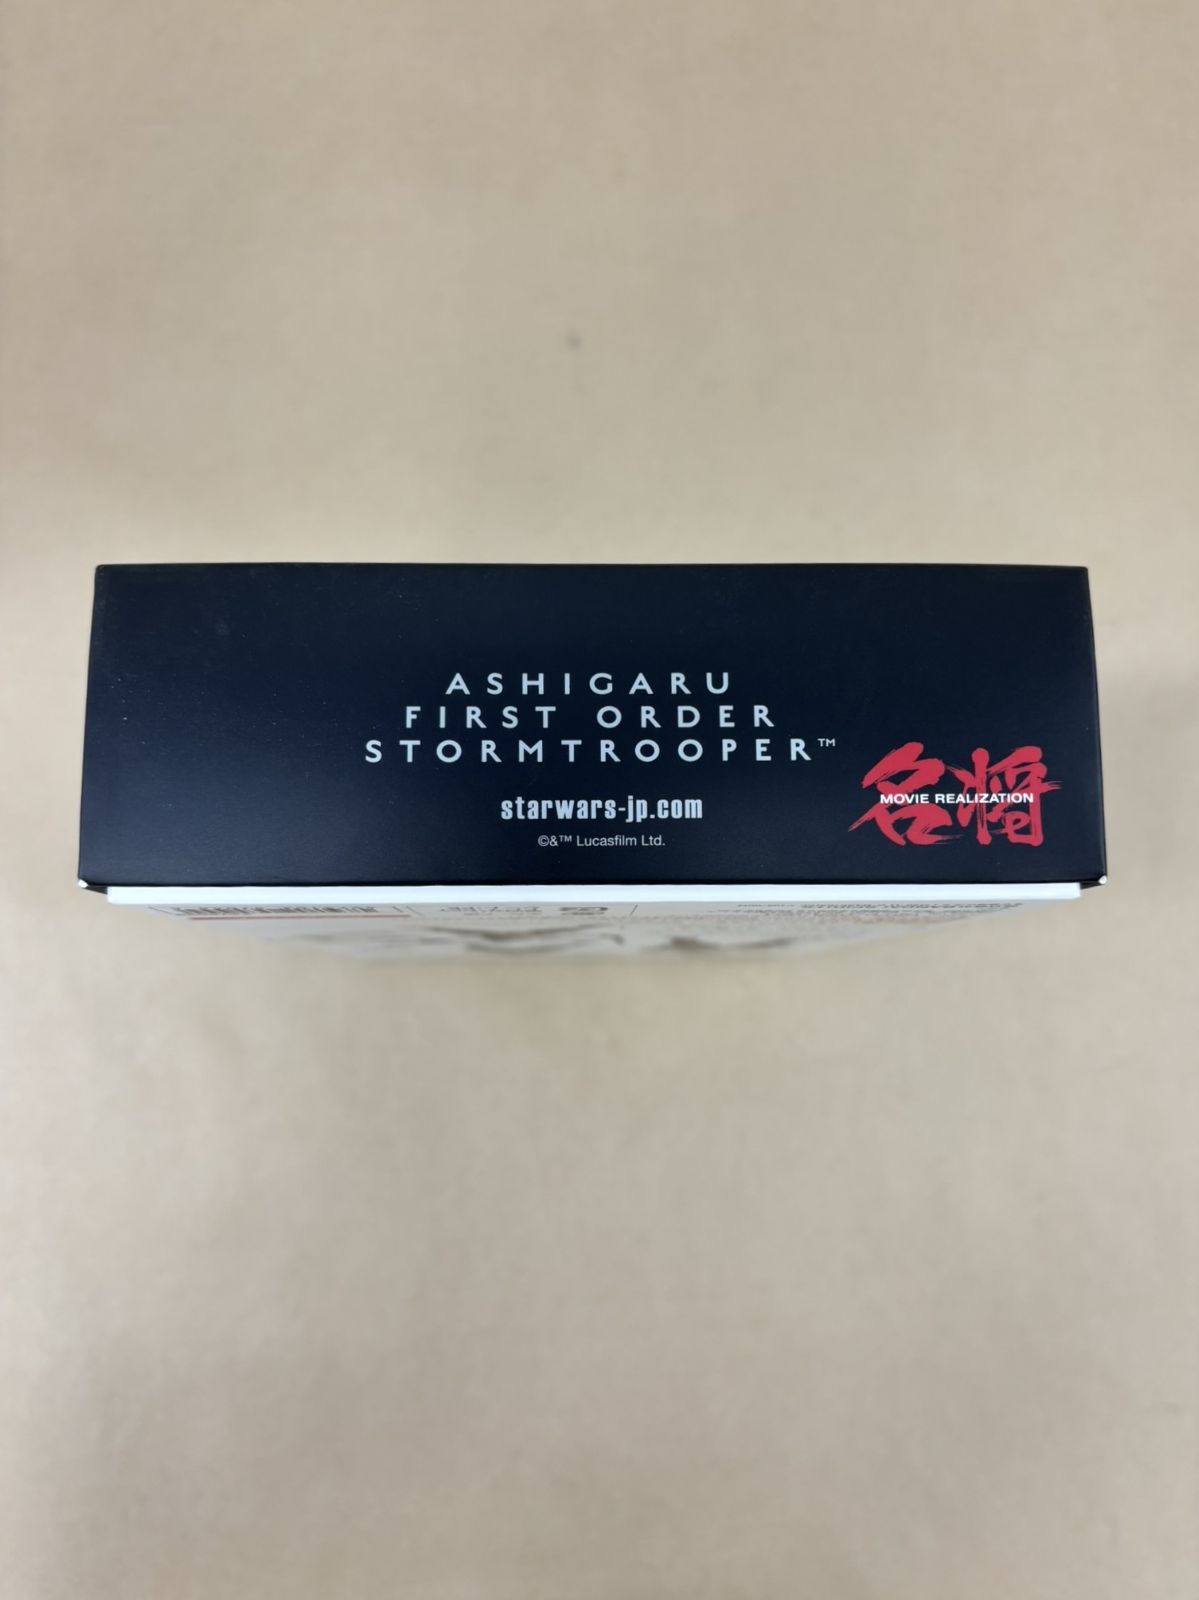 ASHIGARU
FIRST ORDER
STORMTROOPER™
starwars-jp.com
©&™ Lucasfilm Ltd.
名将
MOVIE REALIZATION